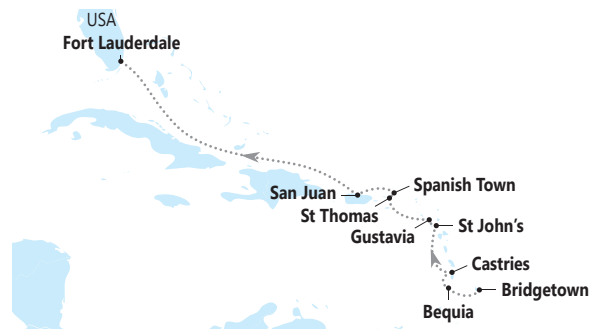 USA
Fort Lauderdale
San Juan
Spanish Town
St Thomas
Gustavia
St John's
Castries
Bridgetown
Bequia